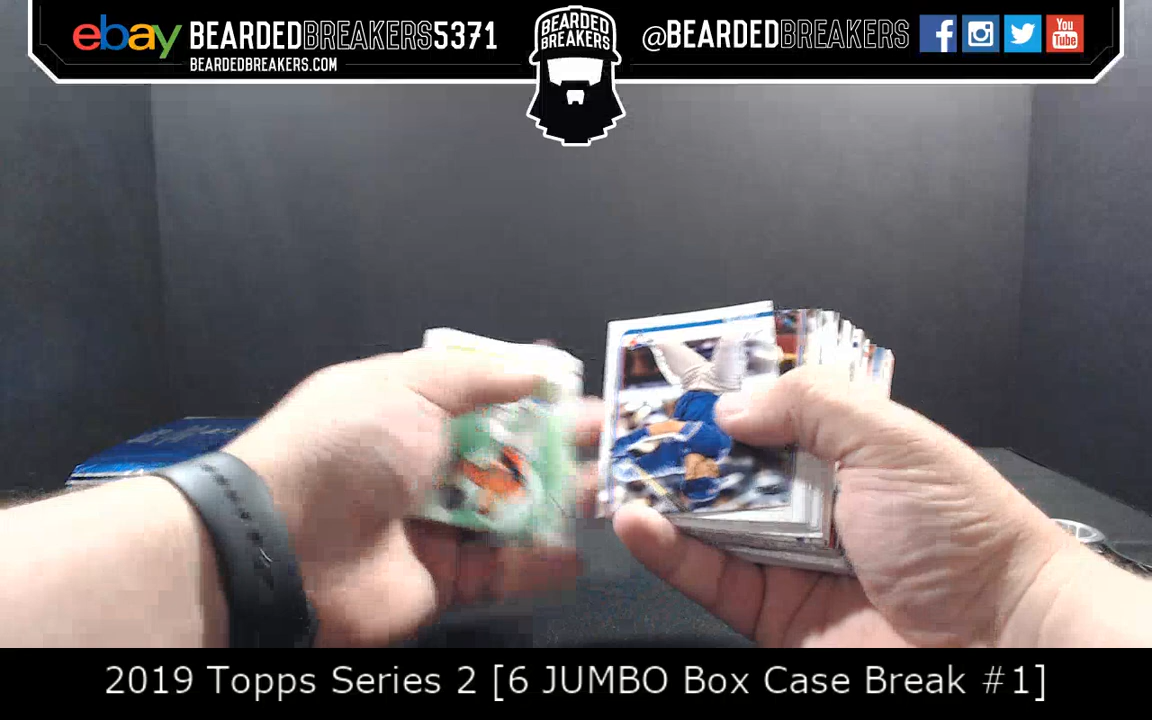 ebay BEARDEDBREAKERS5371
BEARDEDBREAKERS.COM
BEARDED
BREAKERS
@BEARDEDBREAKERS
You
Tube
2019 Topps Series 2 [6 JUMBO Box Case Break #1]